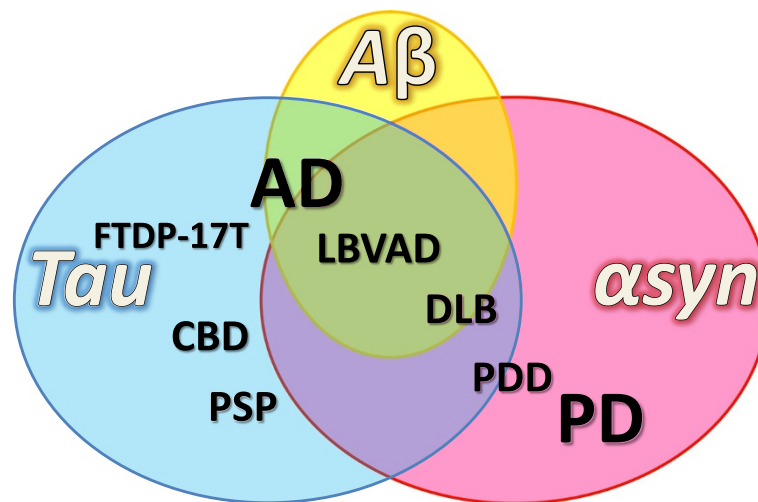 Aβ
AD
FTDP-17T
LBVAD
Tau
αsyn
DLB
CBD
PDD
PSP
PD